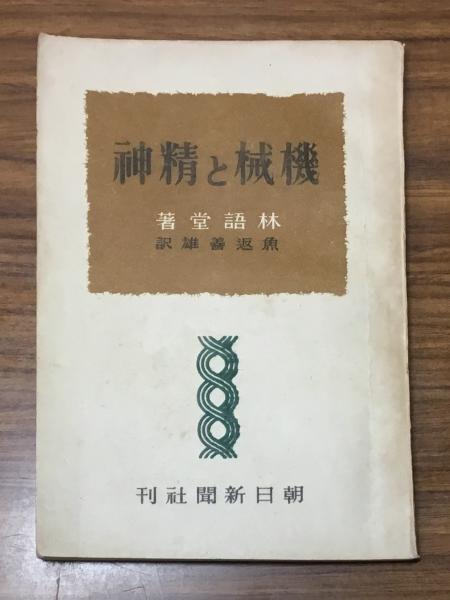 機械と精神
林語堂著
魚返善雄訳
朝日新聞社刊